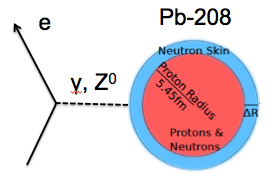 Pb-208
e
γ, Z⁰
Neutron Skin
Proton Radius
5.45fm
ΔR
Protons &
Neutrons